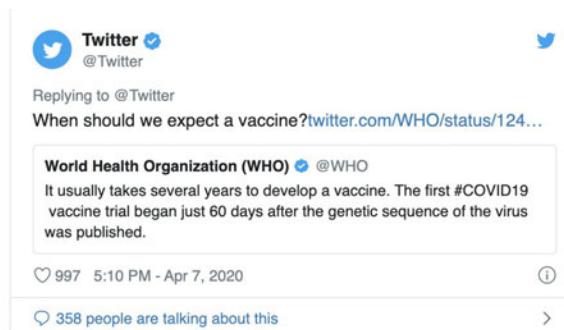 Twitter
@Twitter
Replying to @Twitter
When should we expect a vaccine?twitter.com/WHO/status/124…
World Health Organization (WHO) @WHO
It usually takes several years to develop a vaccine. The first #COVID19
vaccine trial began just 60 days after the genetic sequence of the virus
was published.
997 5:10 PM - Apr 7, 2020
358 people are talking about this